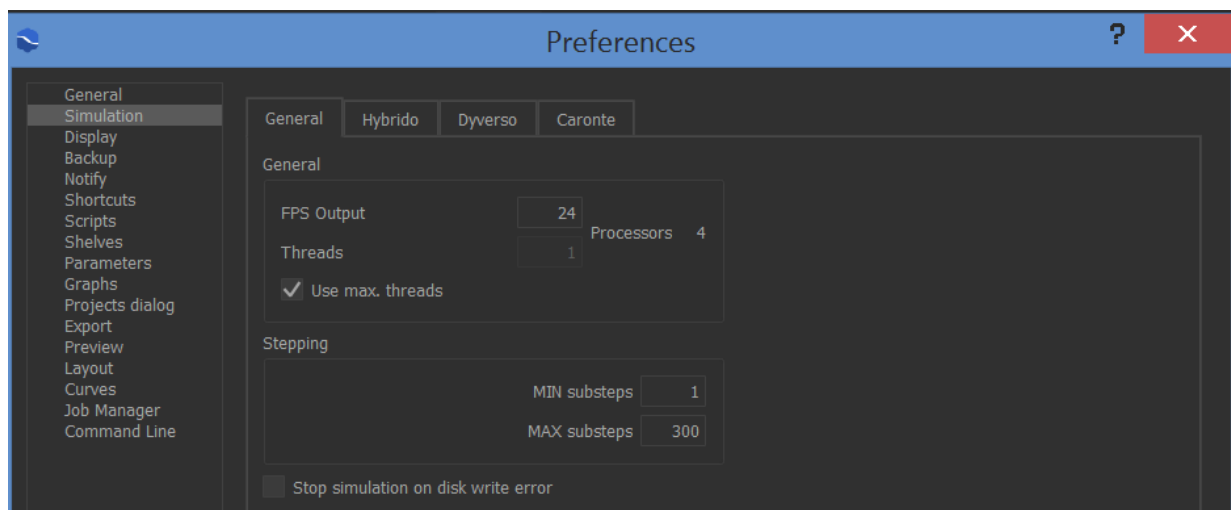 Preferences
?
General
Simulation
Display
Backup
Notify
Shortcuts
Scripts
Shelves
Parameters
Graphs
Projects dialog
Export
Preview
Layout
Curves
Job Manager
Command Line
General Hybrido Dyverso Caronte
General
FPS Output 24
Processors 4
Threads 1
Use max. threads
Stepping
MIN substeps 1
MAX substeps 300
Stop simulation on disk write error